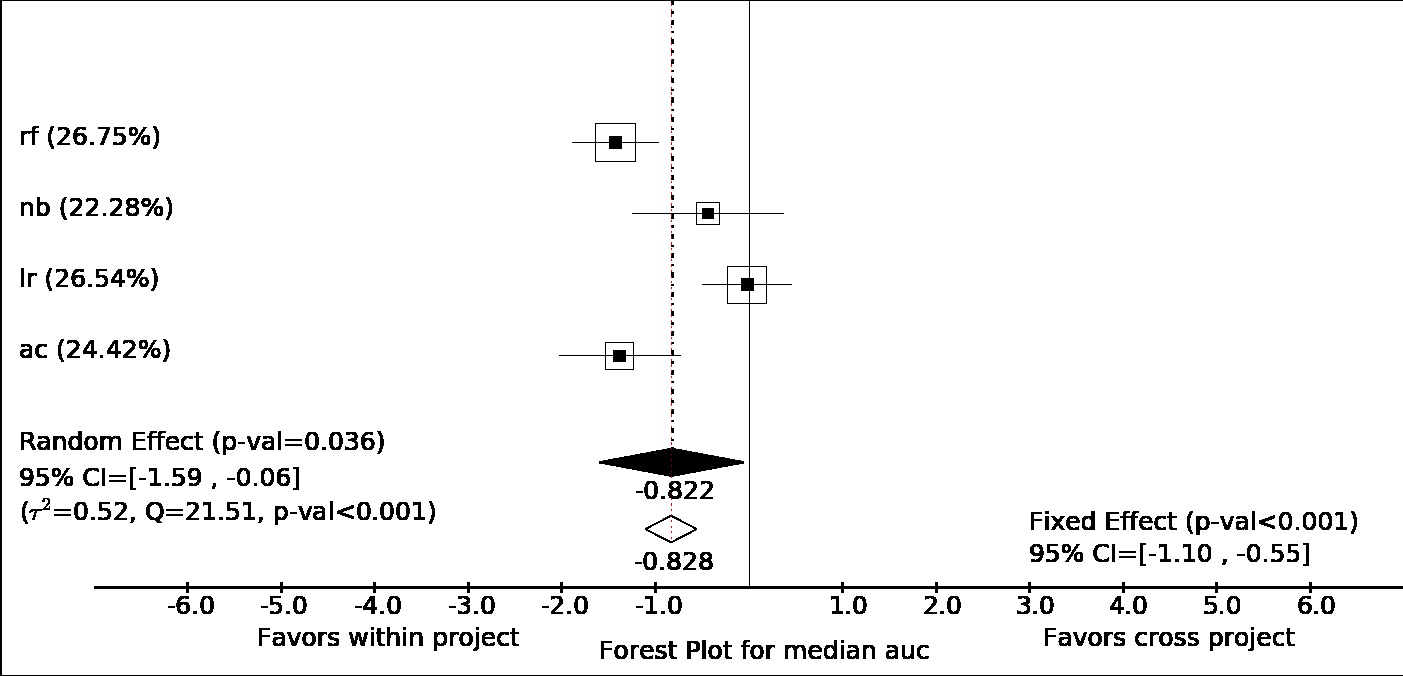 rf (26.75%)
nb (22.28%)
lr (26.54%)
ac (24.42%)
Random Effect (p-val=0.036)
95% CI=[-1.59 , -0.06]
(τ²=0.52, Q=21.51, p-val<0.001)
-0.822
-0.828
Fixed Effect (p-val<0.001)
95% CI=[-1.10 , -0.55]
-6.0 -5.0 -4.0 -3.0 -2.0 -1.0 1.0 2.0 3.0 4.0 5.0 6.0
Favors within project Favors cross project
Forest Plot for median auc